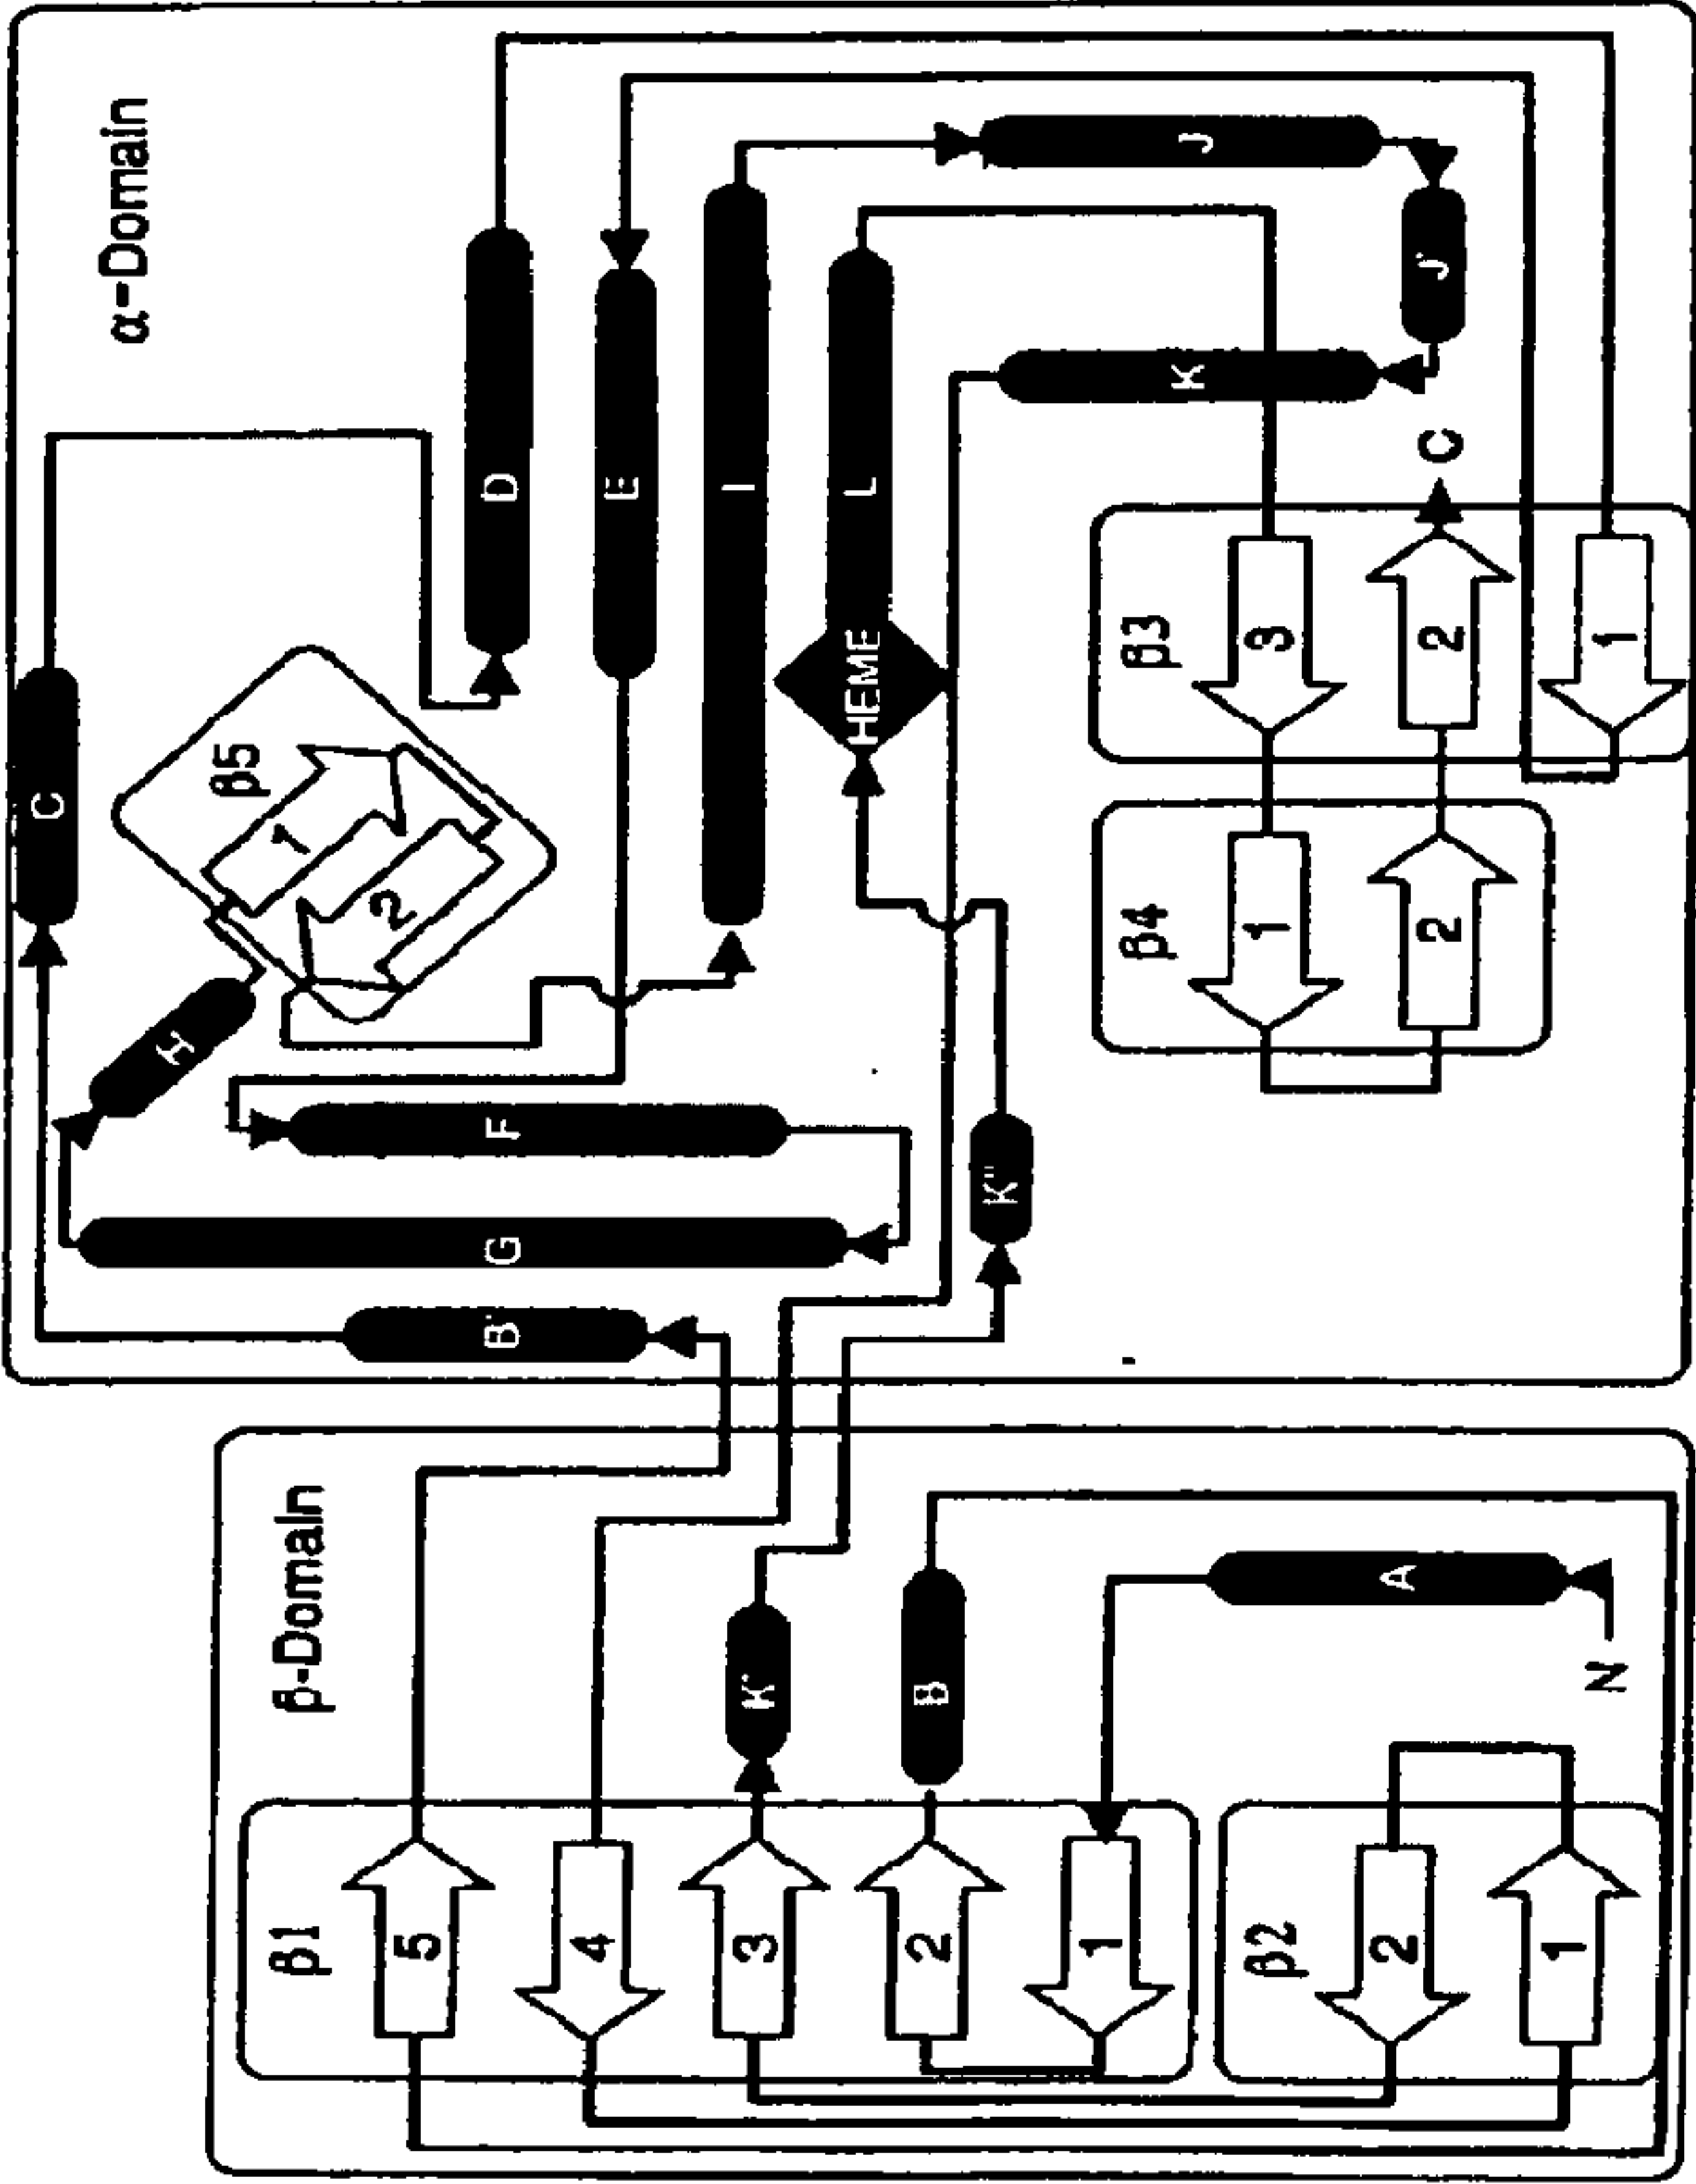 α-Domain
C
β5
1
2
H
D
E
I
L
HEME
J
J'
K
C
β3
3
2
1
β4
1
2
F
G
B'
K"
β-Domain
K'
B
A
N
β1
5
4
3
2
1
β2
2
1